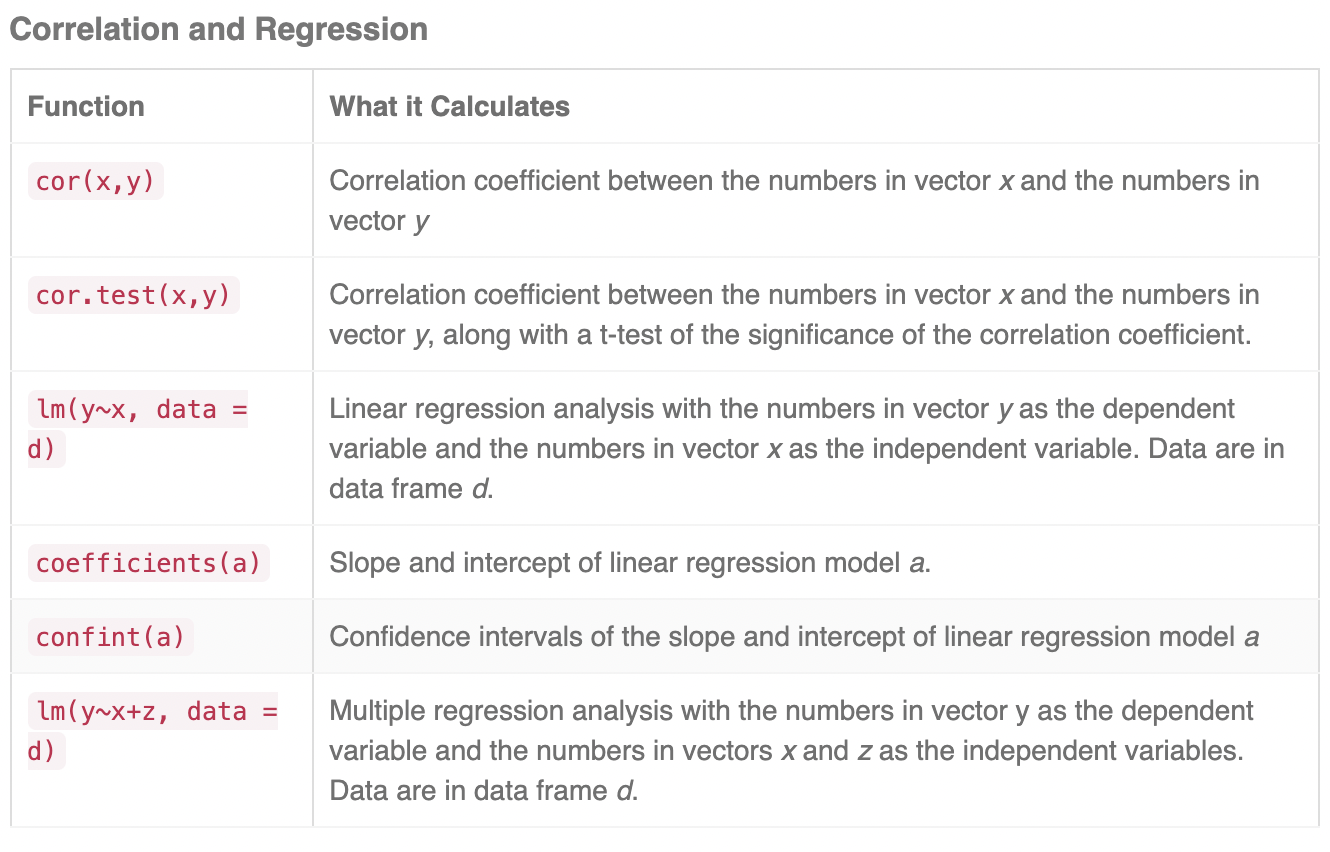 Correlation and Regression
Function
What it Calculates
cor(x,y)
Correlation coefficient between the numbers in vector x and the numbers in
vector y
cor.test(x,y)
Correlation coefficient between the numbers in vector x and the numbers in
vector y, along with a t-test of the significance of the correlation coefficient.
lm(y~x, data =
d)
Linear regression analysis with the numbers in vector y as the dependent
variable and the numbers in vector x as the independent variable. Data are in
data frame d.
coefficients(a)
Slope and intercept of linear regression model a.
confint(a)
Confidence intervals of the slope and intercept of linear regression model a
lm(y~x+z, data =
d)
Multiple regression analysis with the numbers in vector y as the dependent
variable and the numbers in vectors x and z as the independent variables.
Data are in data frame d.